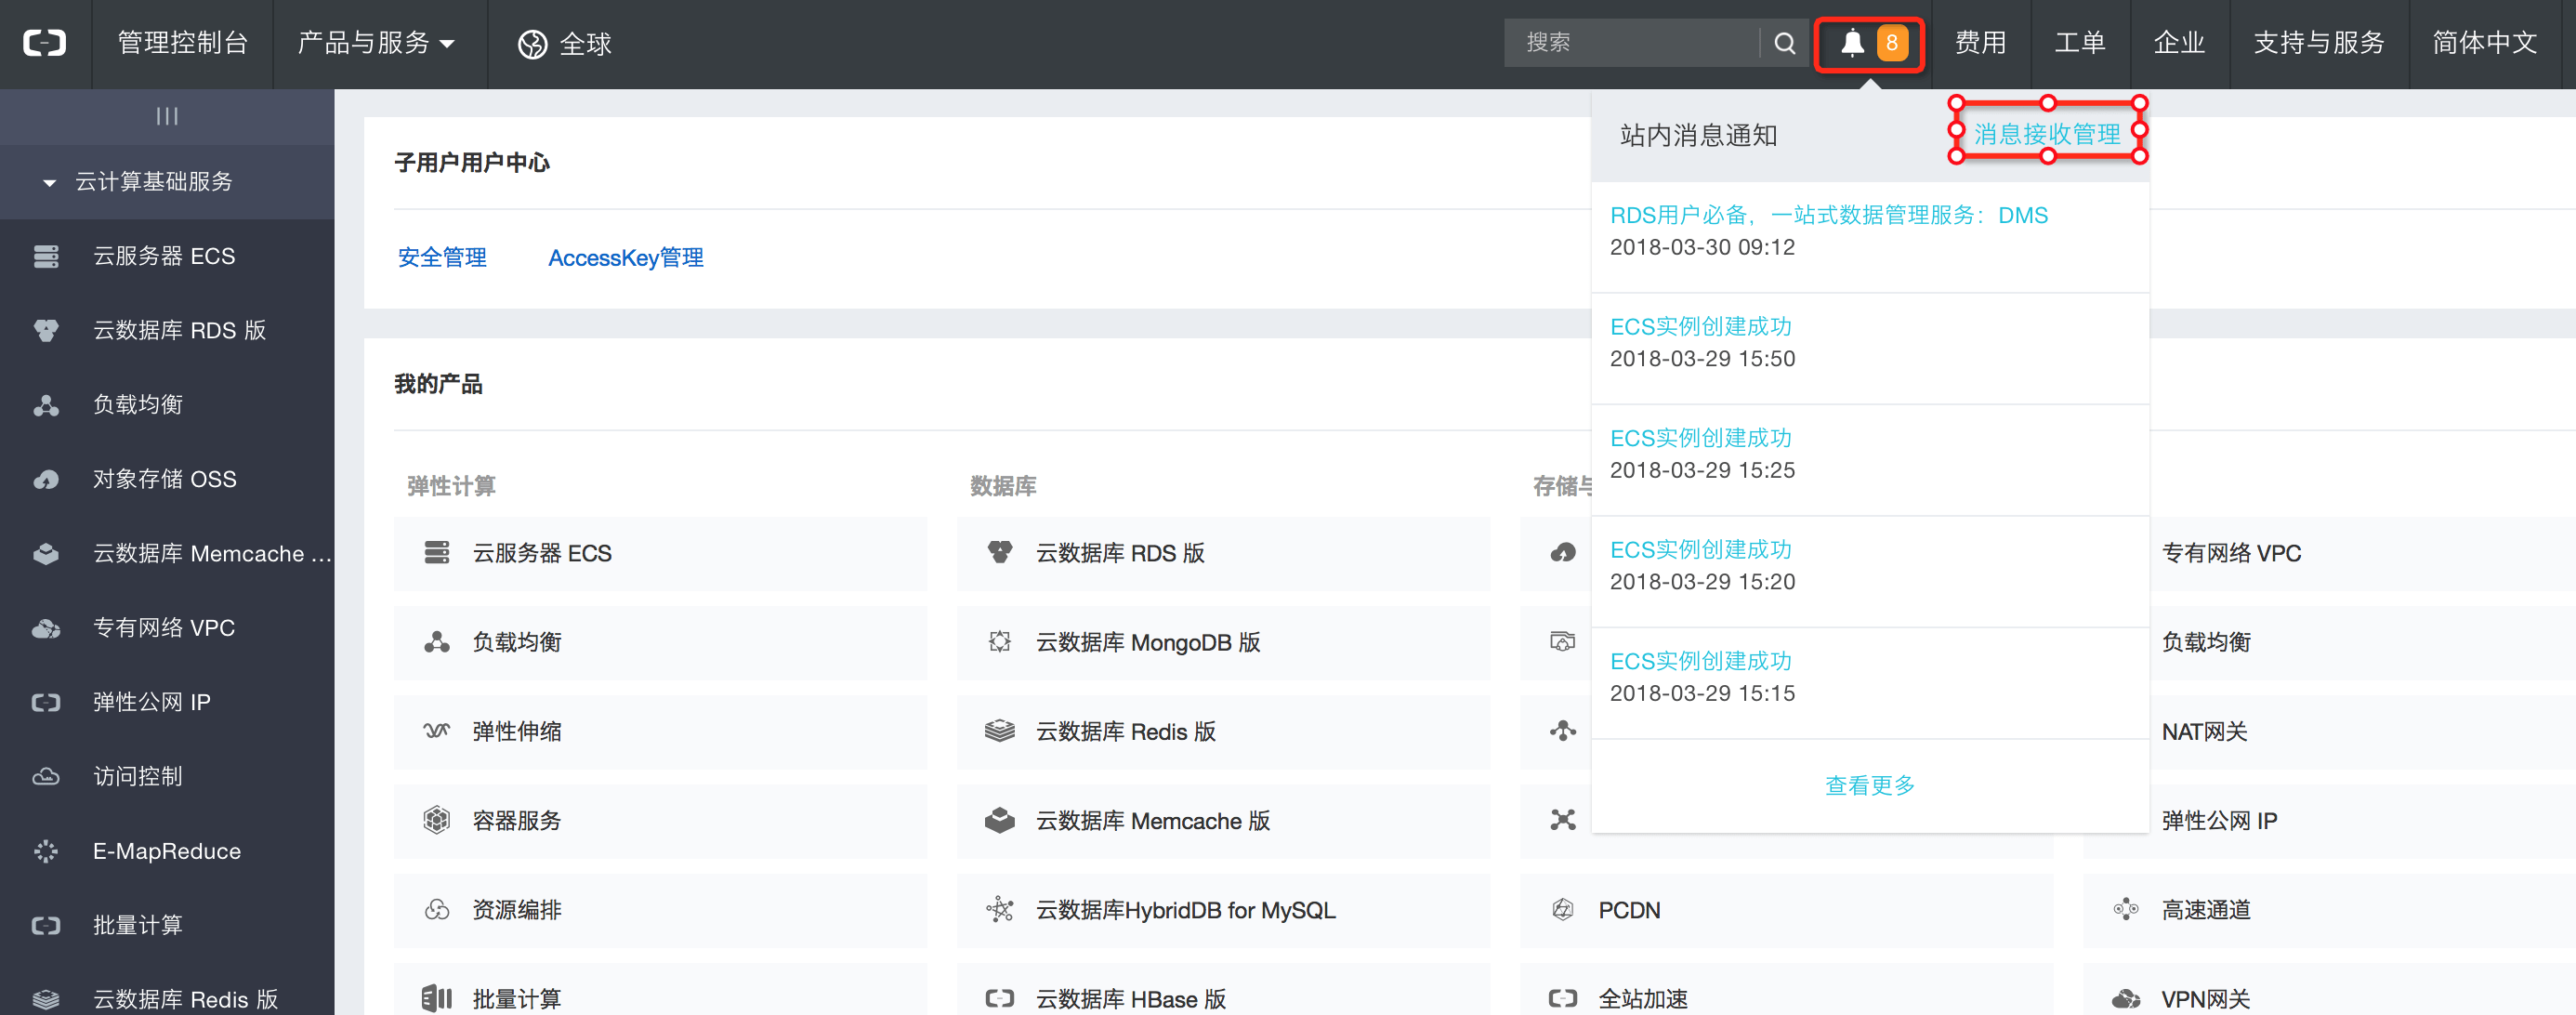 管理控制台
产品与服务
全球
搜索
8
费用
工单
企业
支持与服务
简体中文
云计算基础服务
云服务器 ECS
云数据库 RDS 版
负载均衡
对象存储 OSS
云数据库 Memcache ...
专有网络 VPC
弹性公网 IP
访问控制
E-MapReduce
批量计算
云数据库 Redis 版
子用户用户中心
安全管理
AccessKey管理
我的产品
弹性计算
云服务器 ECS
负载均衡
弹性伸缩
容器服务
资源编排
批量计算
数据库
云数据库 RDS 版
云数据库 MongoDB 版
云数据库 Redis 版
云数据库 Memcache 版
云数据库HybridDB for MySQL
云数据库 HBase 版
存储与
PCDN
全站加速
专有网络 VPC
负载均衡
NAT网关
弹性公网 IP
高速通道
VPN网关
站内消息通知
消息接收管理
RDS用户必备，一站式数据管理服务：DMS
2018-03-30 09:12
ECS实例创建成功
2018-03-29 15:50
ECS实例创建成功
2018-03-29 15:25
ECS实例创建成功
2018-03-29 15:20
ECS实例创建成功
2018-03-29 15:15
查看更多